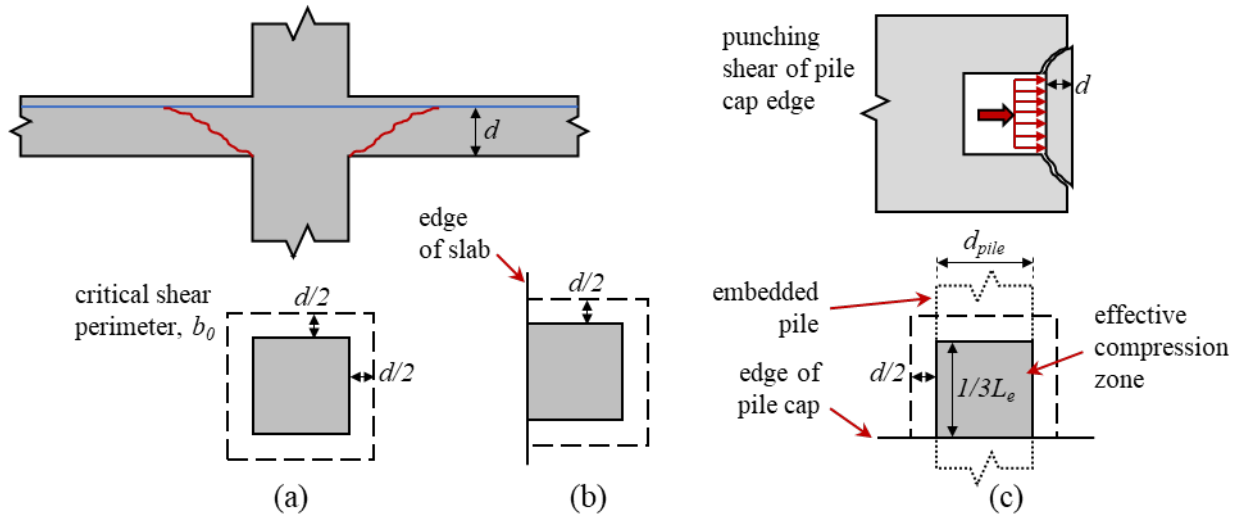 d
critical shear
perimeter, b₀
d/2
d/2
(a)
edge
of slab
d/2
(b)
punching
shear of pile
cap edge
d
d_pile
embedded
pile
effective
compression
zone
d/2
1/3Lₑ
edge of
pile cap
(c)